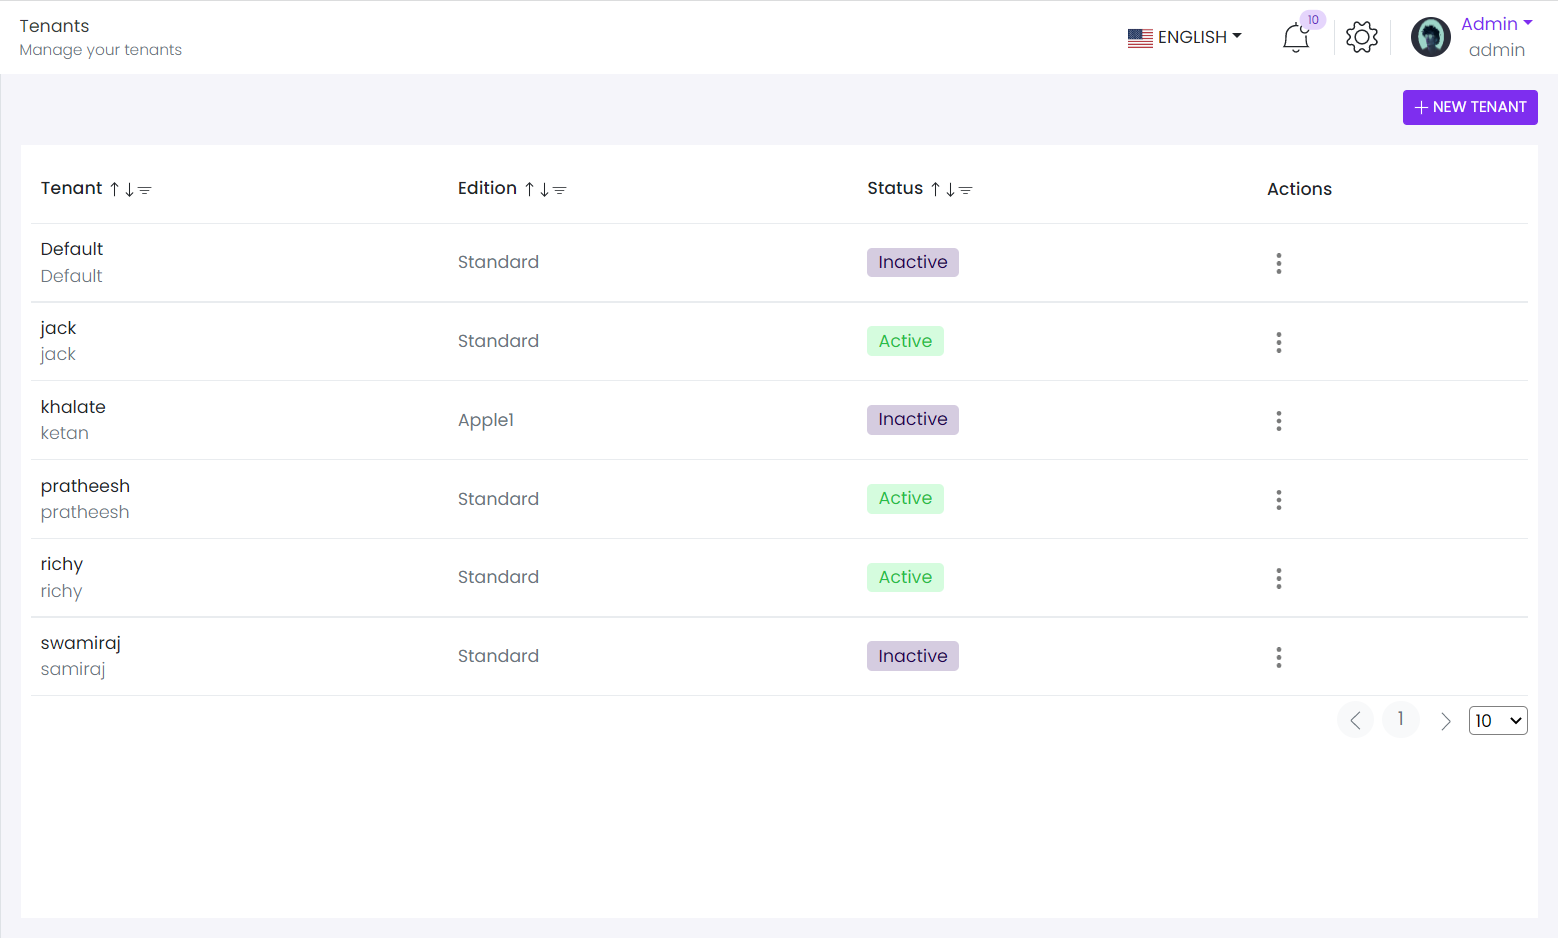 Tenants
Manage your tenants
ENGLISH
10
Admin
admin
NEW TENANT
Tenant Edition Status Actions
Default
Default
Standard Inactive
jack
jack
Standard Active
khalate
ketan
Apple1 Inactive
pratheesh
pratheesh
Standard Active
richy
richy
Standard Active
swamiraj
samiraj
Standard Inactive
1 10